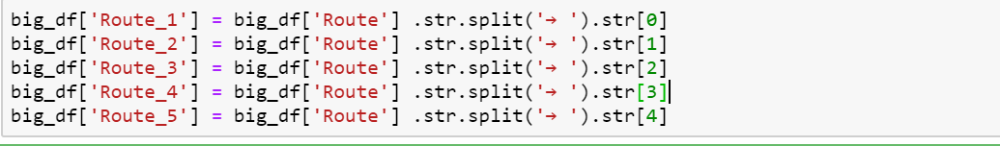 big_df['Route_1'] = big_df['Route'] .str.split('→ ').str[0]
big_df['Route_2'] = big_df['Route'] .str.split('→ ').str[1]
big_df['Route_3'] = big_df['Route'] .str.split('→ ').str[2]
big_df['Route_4'] = big_df['Route'] .str.split('→ ').str[3]
big_df['Route_5'] = big_df['Route'] .str.split('→ ').str[4]